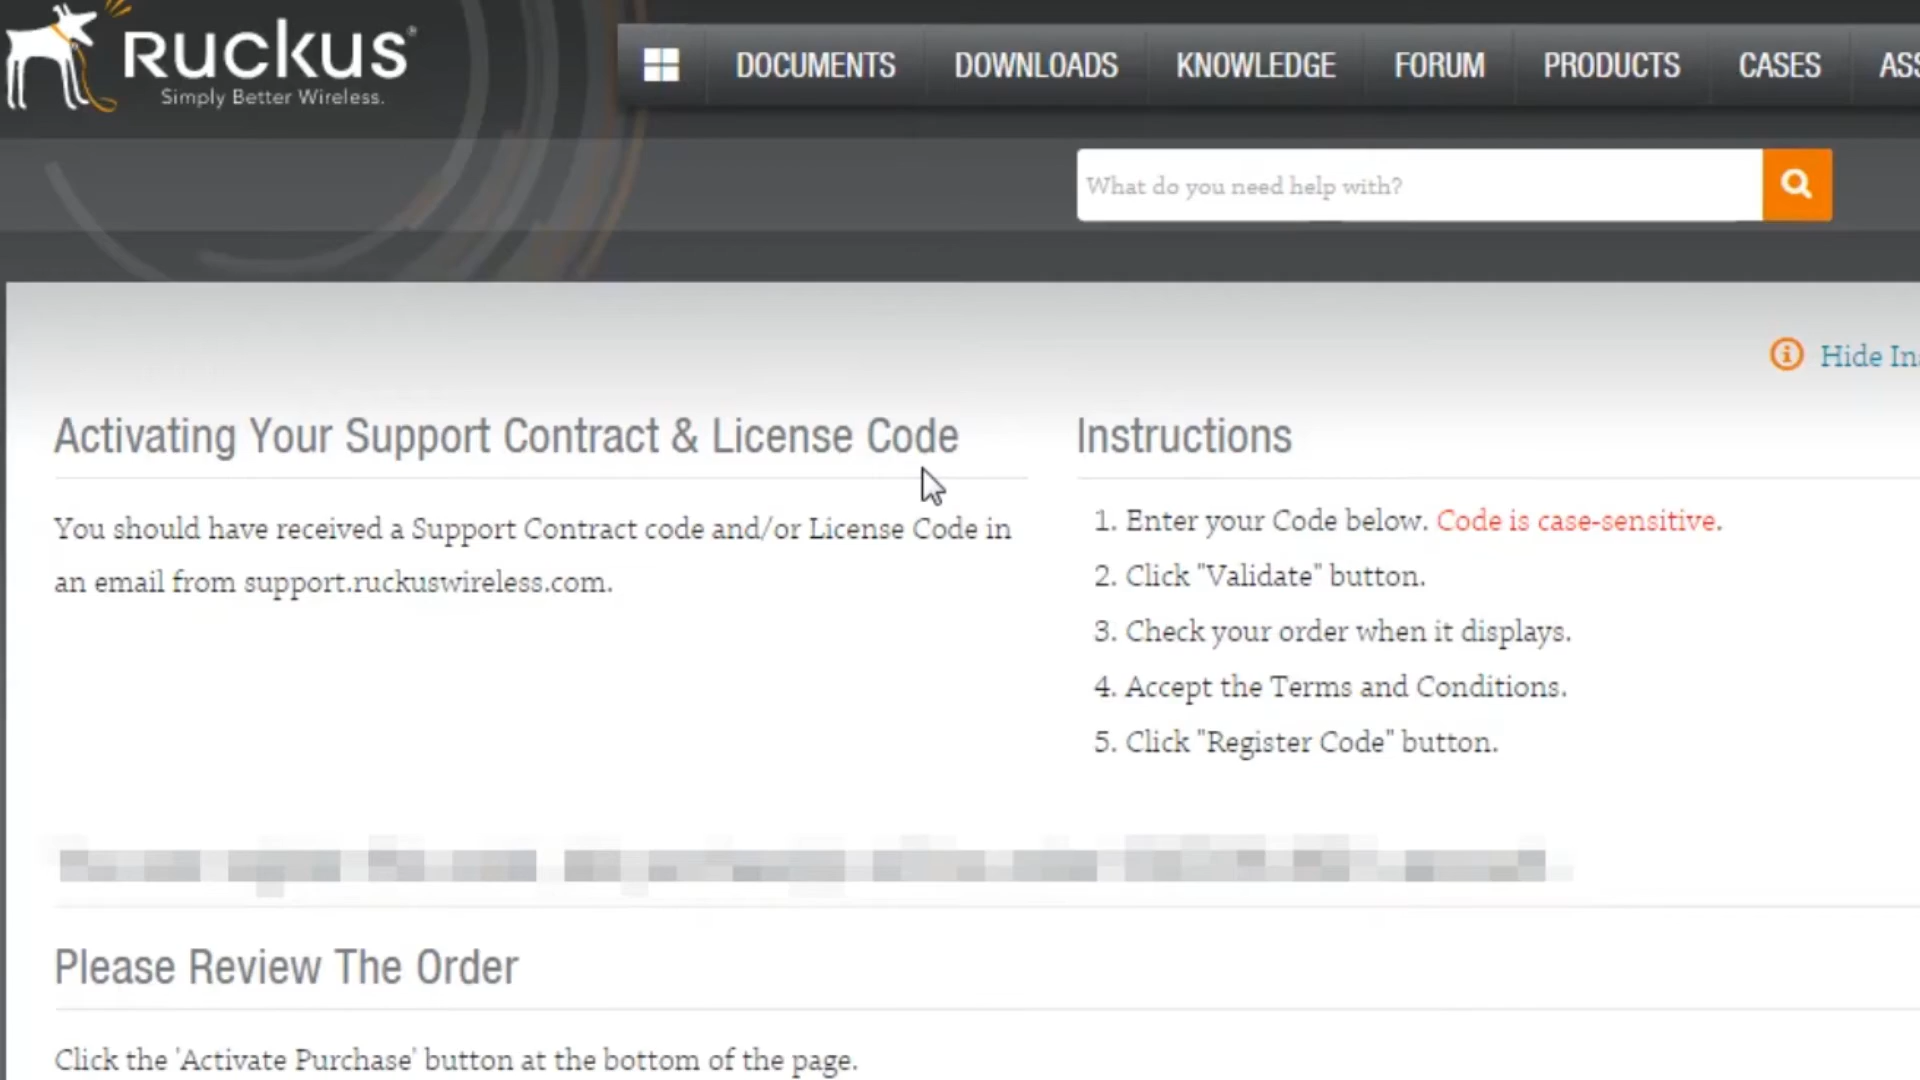 Ruckus®
Simply Better Wireless.
DOCUMENTS DOWNLOADS KNOWLEDGE FORUM PRODUCTS CASES
What do you need help with?
Hide
Activating Your Support Contract & License Code
You should have received a Support Contract code and/or License Code in
an email from support.ruckuswireless.com.
Instructions
1. Enter your Code below. Code is case-sensitive.
2. Click "Validate" button.
3. Check your order when it displays.
4. Accept the Terms and Conditions.
5. Click "Register Code" button.
Please Review The Order
Click the 'Activate Purchase' button at the bottom of the page.